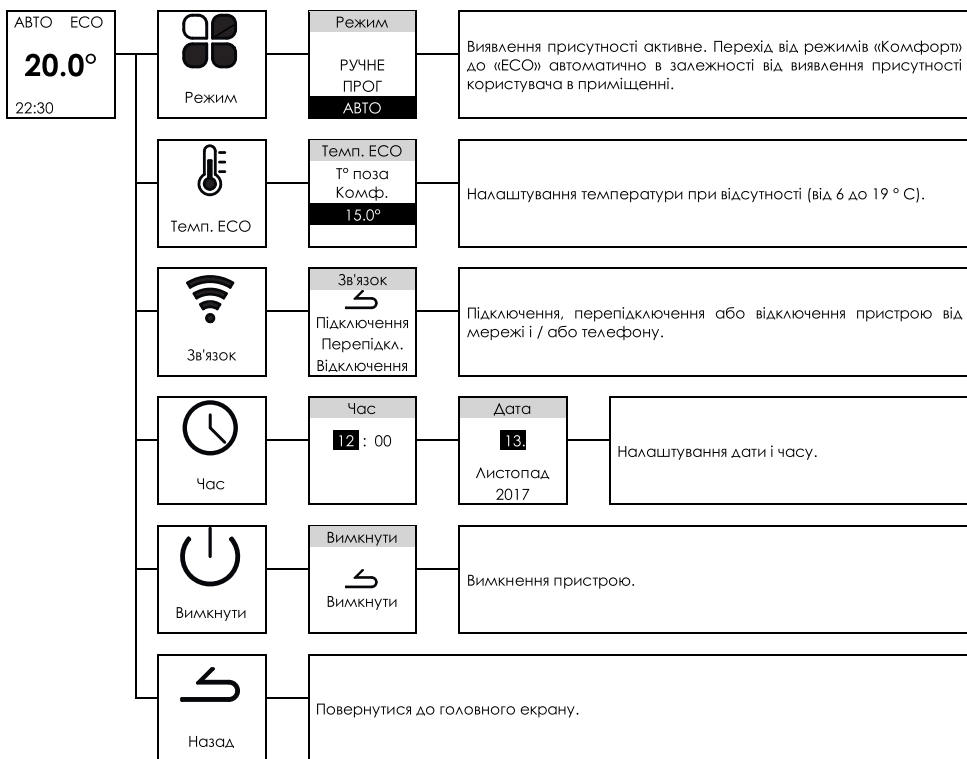 АВТО ECO
20.0°
22:30
Режим
Режим
РУЧНЕ
ПРОГ
АВТО
Виявлення присутності активне. Перехід від режимів «Комфорт»
до «ECO» автоматично в залежності від виявлення присутності
користувача в приміщенні.
Темп. ECO
Темп. ECO
Т° поза
Комф.
15.0°
Налаштування температури при відсутності (від 6 до 19 ° С).
Зв'язок
Зв'язок
Підключення
Перепідкл.
Відключення
Підключення, перепідключення або відключення пристрою від
мережі і / або телефону.
Час
Час
12 : 00
Дата
13.
Листопад
2017
Налаштування дати і часу.
Вимкнути
Вимкнути
Вимкнути
Вимкнення пристрою.
Назад
Повернутися до головного екрану.